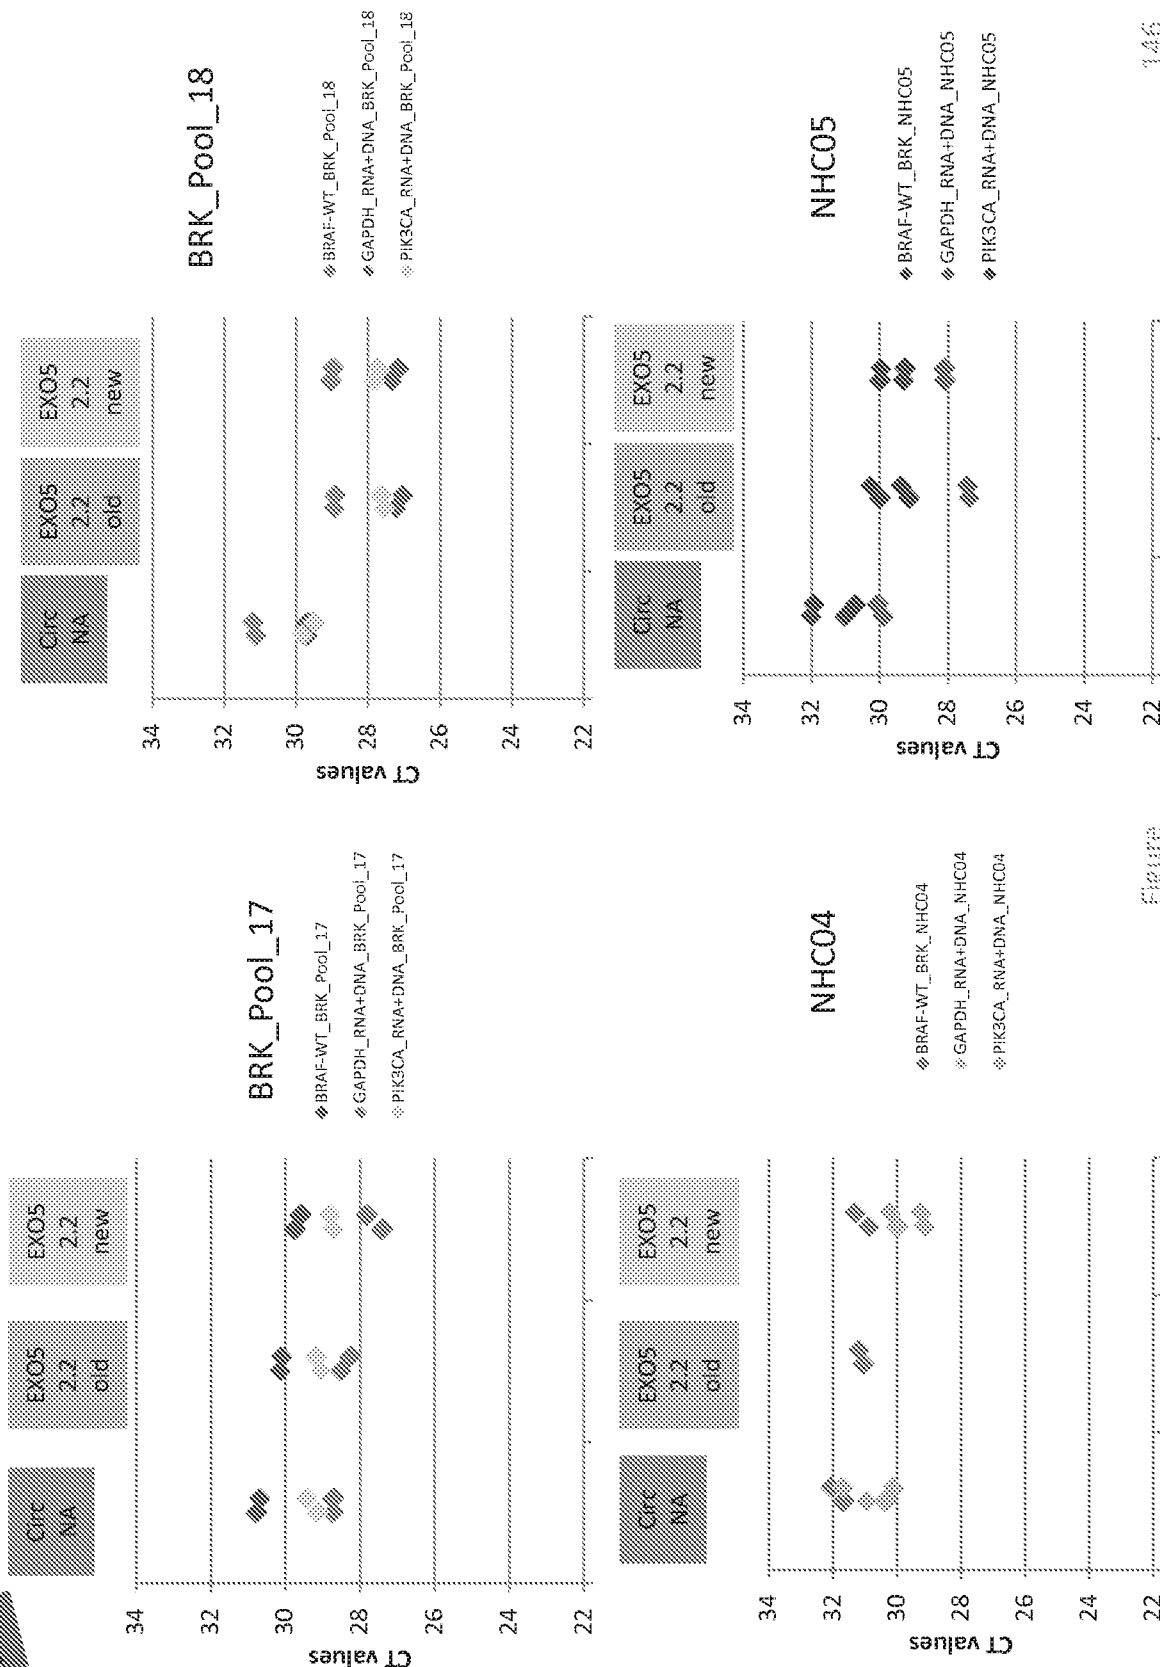 BRK_Pool_17
Circ
NA
EXO5
2.2
old
EXO5
2.2
new
34
32
30
28
26
24
22
CT values
BRAF-WT_BRK_Pool_17
GAPDH_RNA+DNA_BRK_Pool_17
PIK3CA_RNA+DNA_BRK_Pool_17
BRK_Pool_18
Circ
NA
EXO5
2.2
old
EXO5
2.2
new
34
32
30
28
26
24
22
CT values
BRAF-WT_BRK_Pool_18
GAPDH_RNA+DNA_BRK_Pool_18
PIK3CA_RNA+DNA_BRK_Pool_18
NHC04
Circ
NA
EXO5
2.2
old
EXO5
2.2
new
34
32
30
28
26
24
22
CT values
BRAF-WT_BRK_NHC04
GAPDH_RNA+DNA_NHC04
PIK3CA_RNA+DNA_NHC04
NHC05
Circ
NA
EXO5
2.2
old
EXO5
2.2
new
34
32
30
28
26
24
22
CT values
BRAF-WT_BRK_NHC05
GAPDH_RNA+DNA_NHC05
PIK3CA_RNA+DNA_NHC05
Figure
146